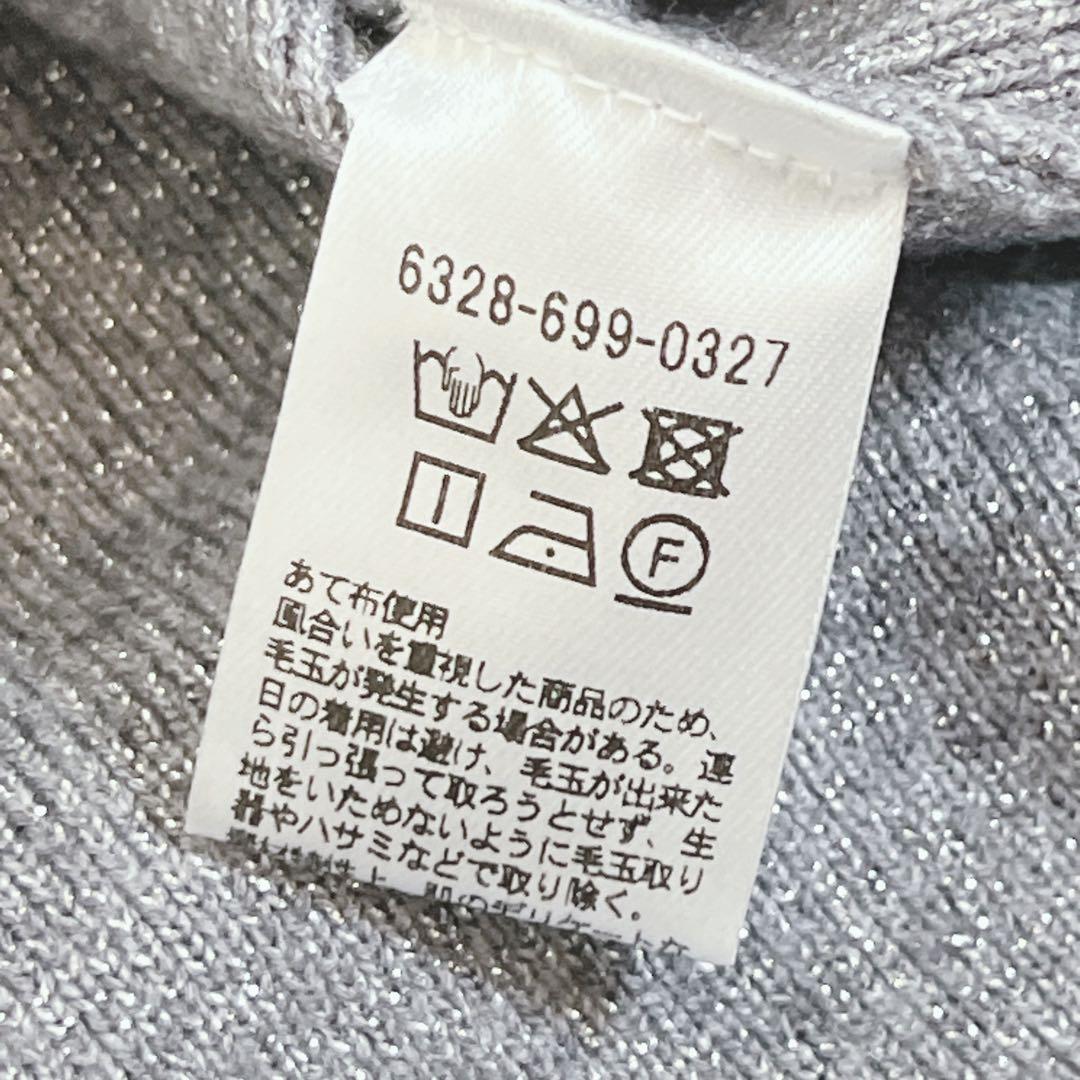 6328-699-0327
F
あて布使用
風合いを重視した商品のため、
毛玉が発生する場合がある。連
日の着用は避け、毛玉が出来た
ら引っ張って取ろうとせず、生
地をいためないように毛玉取り
器やハサミなどで取り除く。